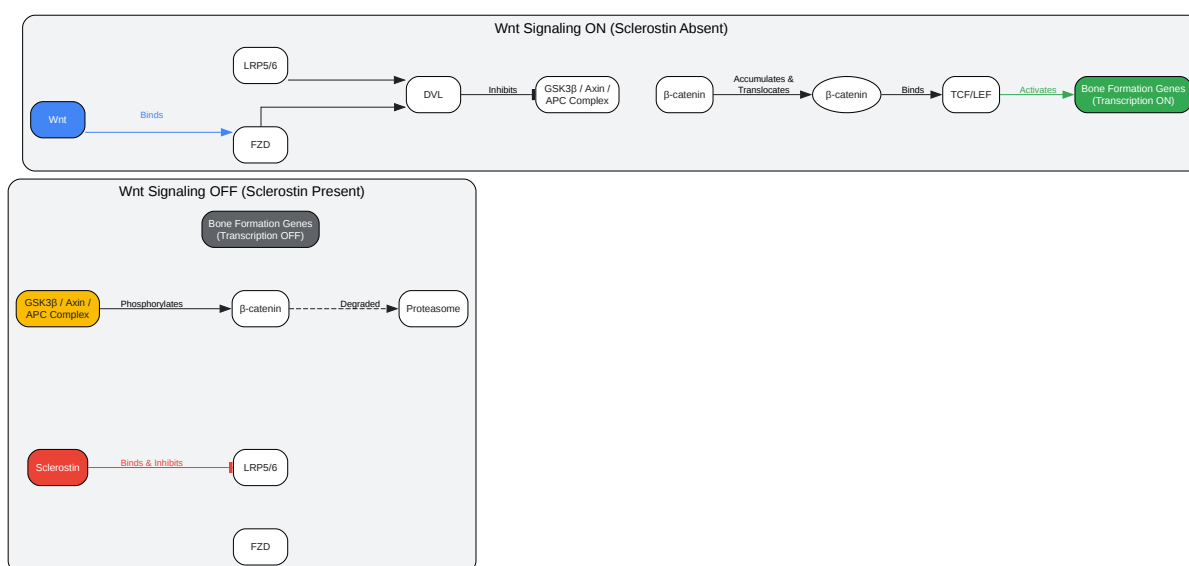 Wnt Signaling ON (Sclerostin Absent)
LRP5/6
Wnt
Binds
FZD
DVL
Inhibits
GSK3β / Axin /
APC Complex
β-catenin
Accumulates &
Translocates
β-catenin
Binds
TCF/LEF
Activates
Bone Formation Genes
(Transcription ON)
Wnt Signaling OFF (Sclerostin Present)
Bone Formation Genes
(Transcription OFF)
GSK3β / Axin /
APC Complex
Phosphorylates
β-catenin
Degraded
Proteasome
Sclerostin
Binds & Inhibits
LRP5/6
FZD